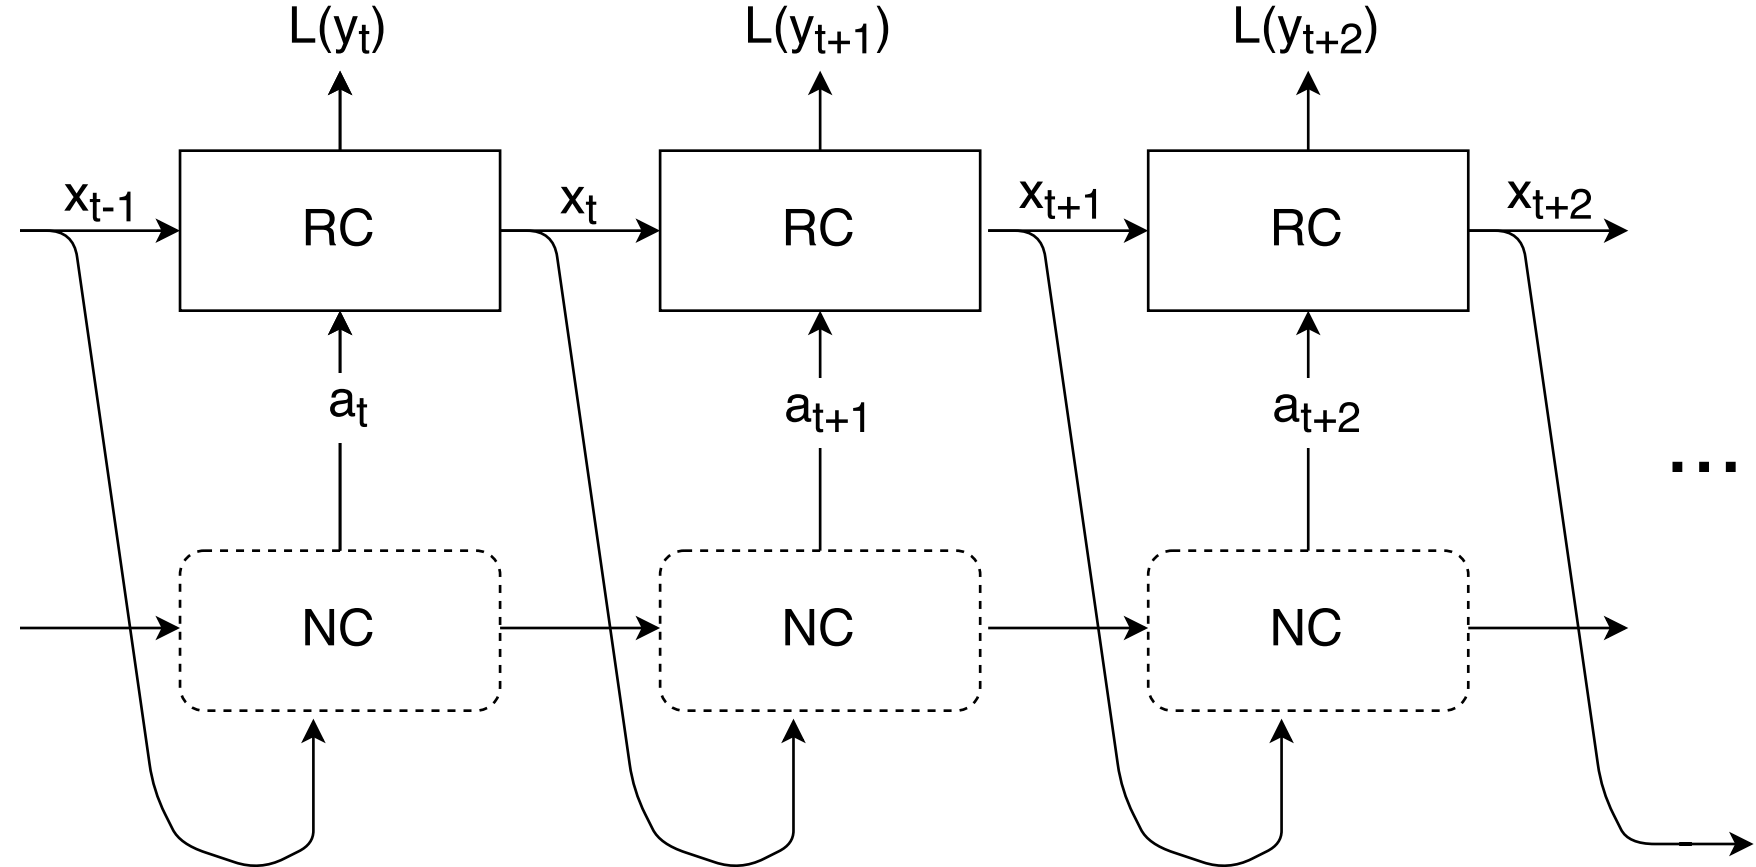 L(yt) L(yt+1) L(yt+2)
xt-1 RC xt RC xt+1 RC xt+2
at at+1 at+2
...
NC NC NC